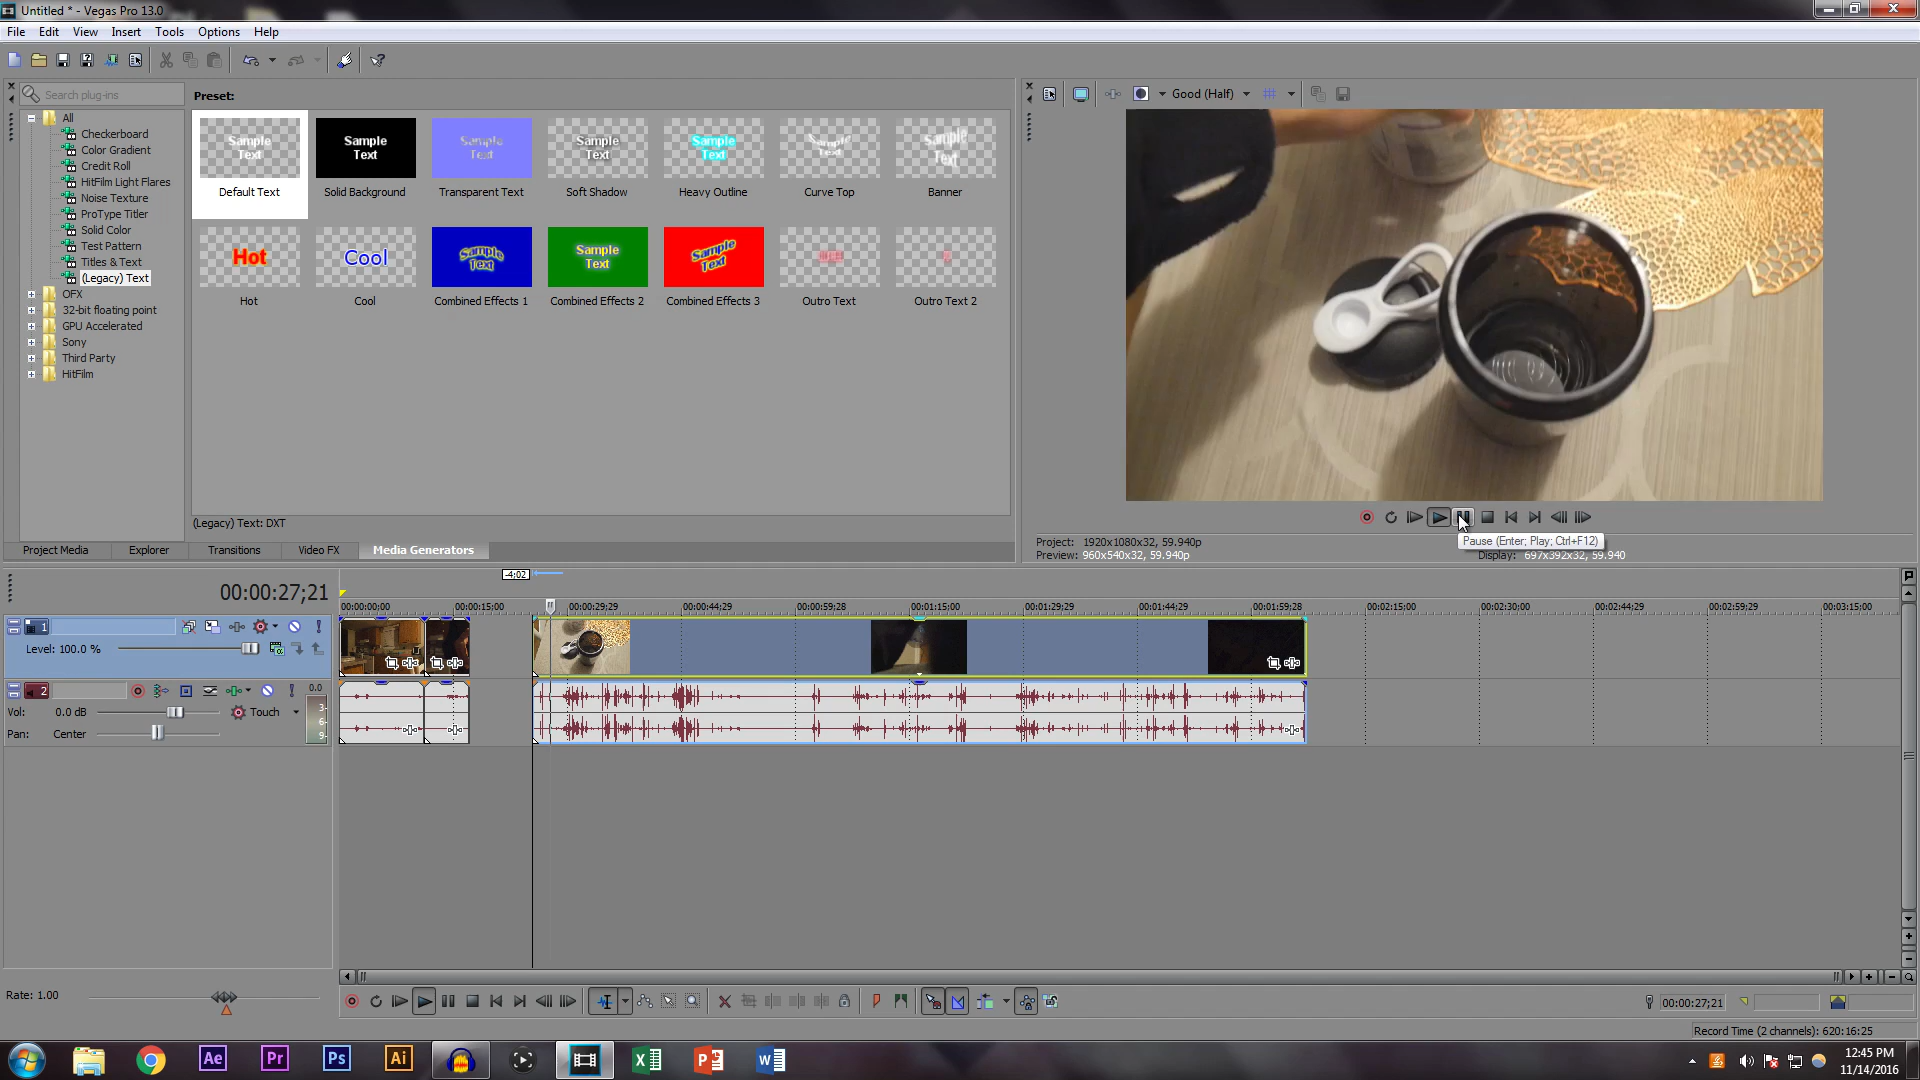 Untitled * - Vegas Pro 13.0
File Edit View Insert Tools Options Help
Search plug-ins
Preset:
All
Checkerboard
Color Gradient
Credit Roll
HitFilm Light Flares
Noise Texture
ProType Titler
Solid Color
Test Pattern
Titles & Text
(Legacy) Text
OFX
32-bit floating point
GPU Accelerated
Sony
Third Party
HitFilm
Sample Text
Sample Text
Sample Text
Sample Text
Sample Text
Sample Text
Sample Text
Default Text Solid Background Transparent Text Soft Shadow Heavy Outline Curve Top Banner
Hot Cool Sample Text Sample Text Sample Text
Hot Cool Combined Effects 1 Combined Effects 2 Combined Effects 3 Outro Text Outro Text 2
(Legacy) Text: DXT
Project Media Explorer Transitions Video FX Media Generators
Good (Half)
Pause (Enter; Play; Ctrl+F12)
Project: 1920x1080x32, 59.940p
Preview: 960x540x32, 59.940p
Display: 697x392x32, 59.940
00:00:27;21
-4;02
00:00:00;00 00:00:15;00 00:00:29;29 00:00:44;29 00:00:59;28 00:01:15;00 00:01:29;29 00:01:44;29 00:01:59;28 00:02:15;00 00:02:30;00 00:02:44;29 00:02:59;29 00:03:15;00
1
Level: 100.0 %
2
0.0
3
6
9
Vol: 0.0 dB Touch
Pan: Center
Rate: 1.00
00:00:27;21
Record Time (2 channels): 620:16:25
Ae Pr Ps Ai
12:45 PM
11/14/2016